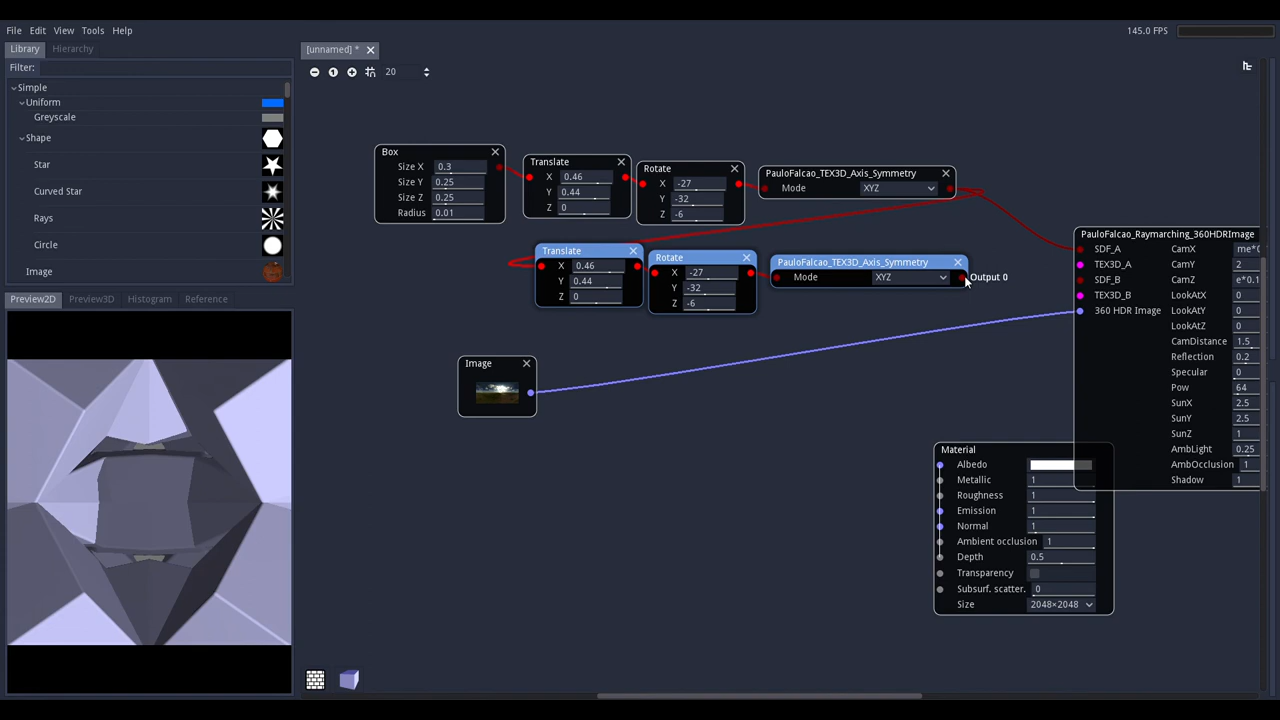 File Edit View Tools Help
145.0 FPS
Library Hierarchy
[unnamed] *
Filter:
20
Simple
Uniform
Greyscale
Shape
Star
Curved Star
Rays
Circle
Image
Preview2D Preview3D Histogram Reference
Box
Size X 0.3
Size Y 0.25
Size Z 0.25
Radius 0.01
Translate
X 0.46
Y 0.44
Z 0
Rotate
X -27
Y -32
Z -6
PauloFalcao_TEX3D_Axis_Symmetry
Mode XYZ
Translate
X 0.46
Y 0.44
Z 0
Rotate
X -27
Y -32
Z -6
PauloFalcao_TEX3D_Axis_Symmetry
Mode XYZ
Output 0
Image
PauloFalcao_Raymarching_360HDRImage
SDF_A CamX
TEX3D_A CamY 2
SDF_B CamZ
TEX3D_B LookAtX 0
360 HDR Image LookAtY 0
LookAtZ 0
CamDistance 1.5
Reflection 0.2
Specular 0
Pow 64
SunX 2.5
SunY 2.5
SunZ 1
AmbLight 0.25
AmbOcclusion 1
Shadow 1
Material
Albedo
Metallic 1
Roughness 1
Emission 1
Normal 1
Ambient occlusion 1
Depth 0.5
Transparency
Subsurf. scatter. 0
Size 2048×2048